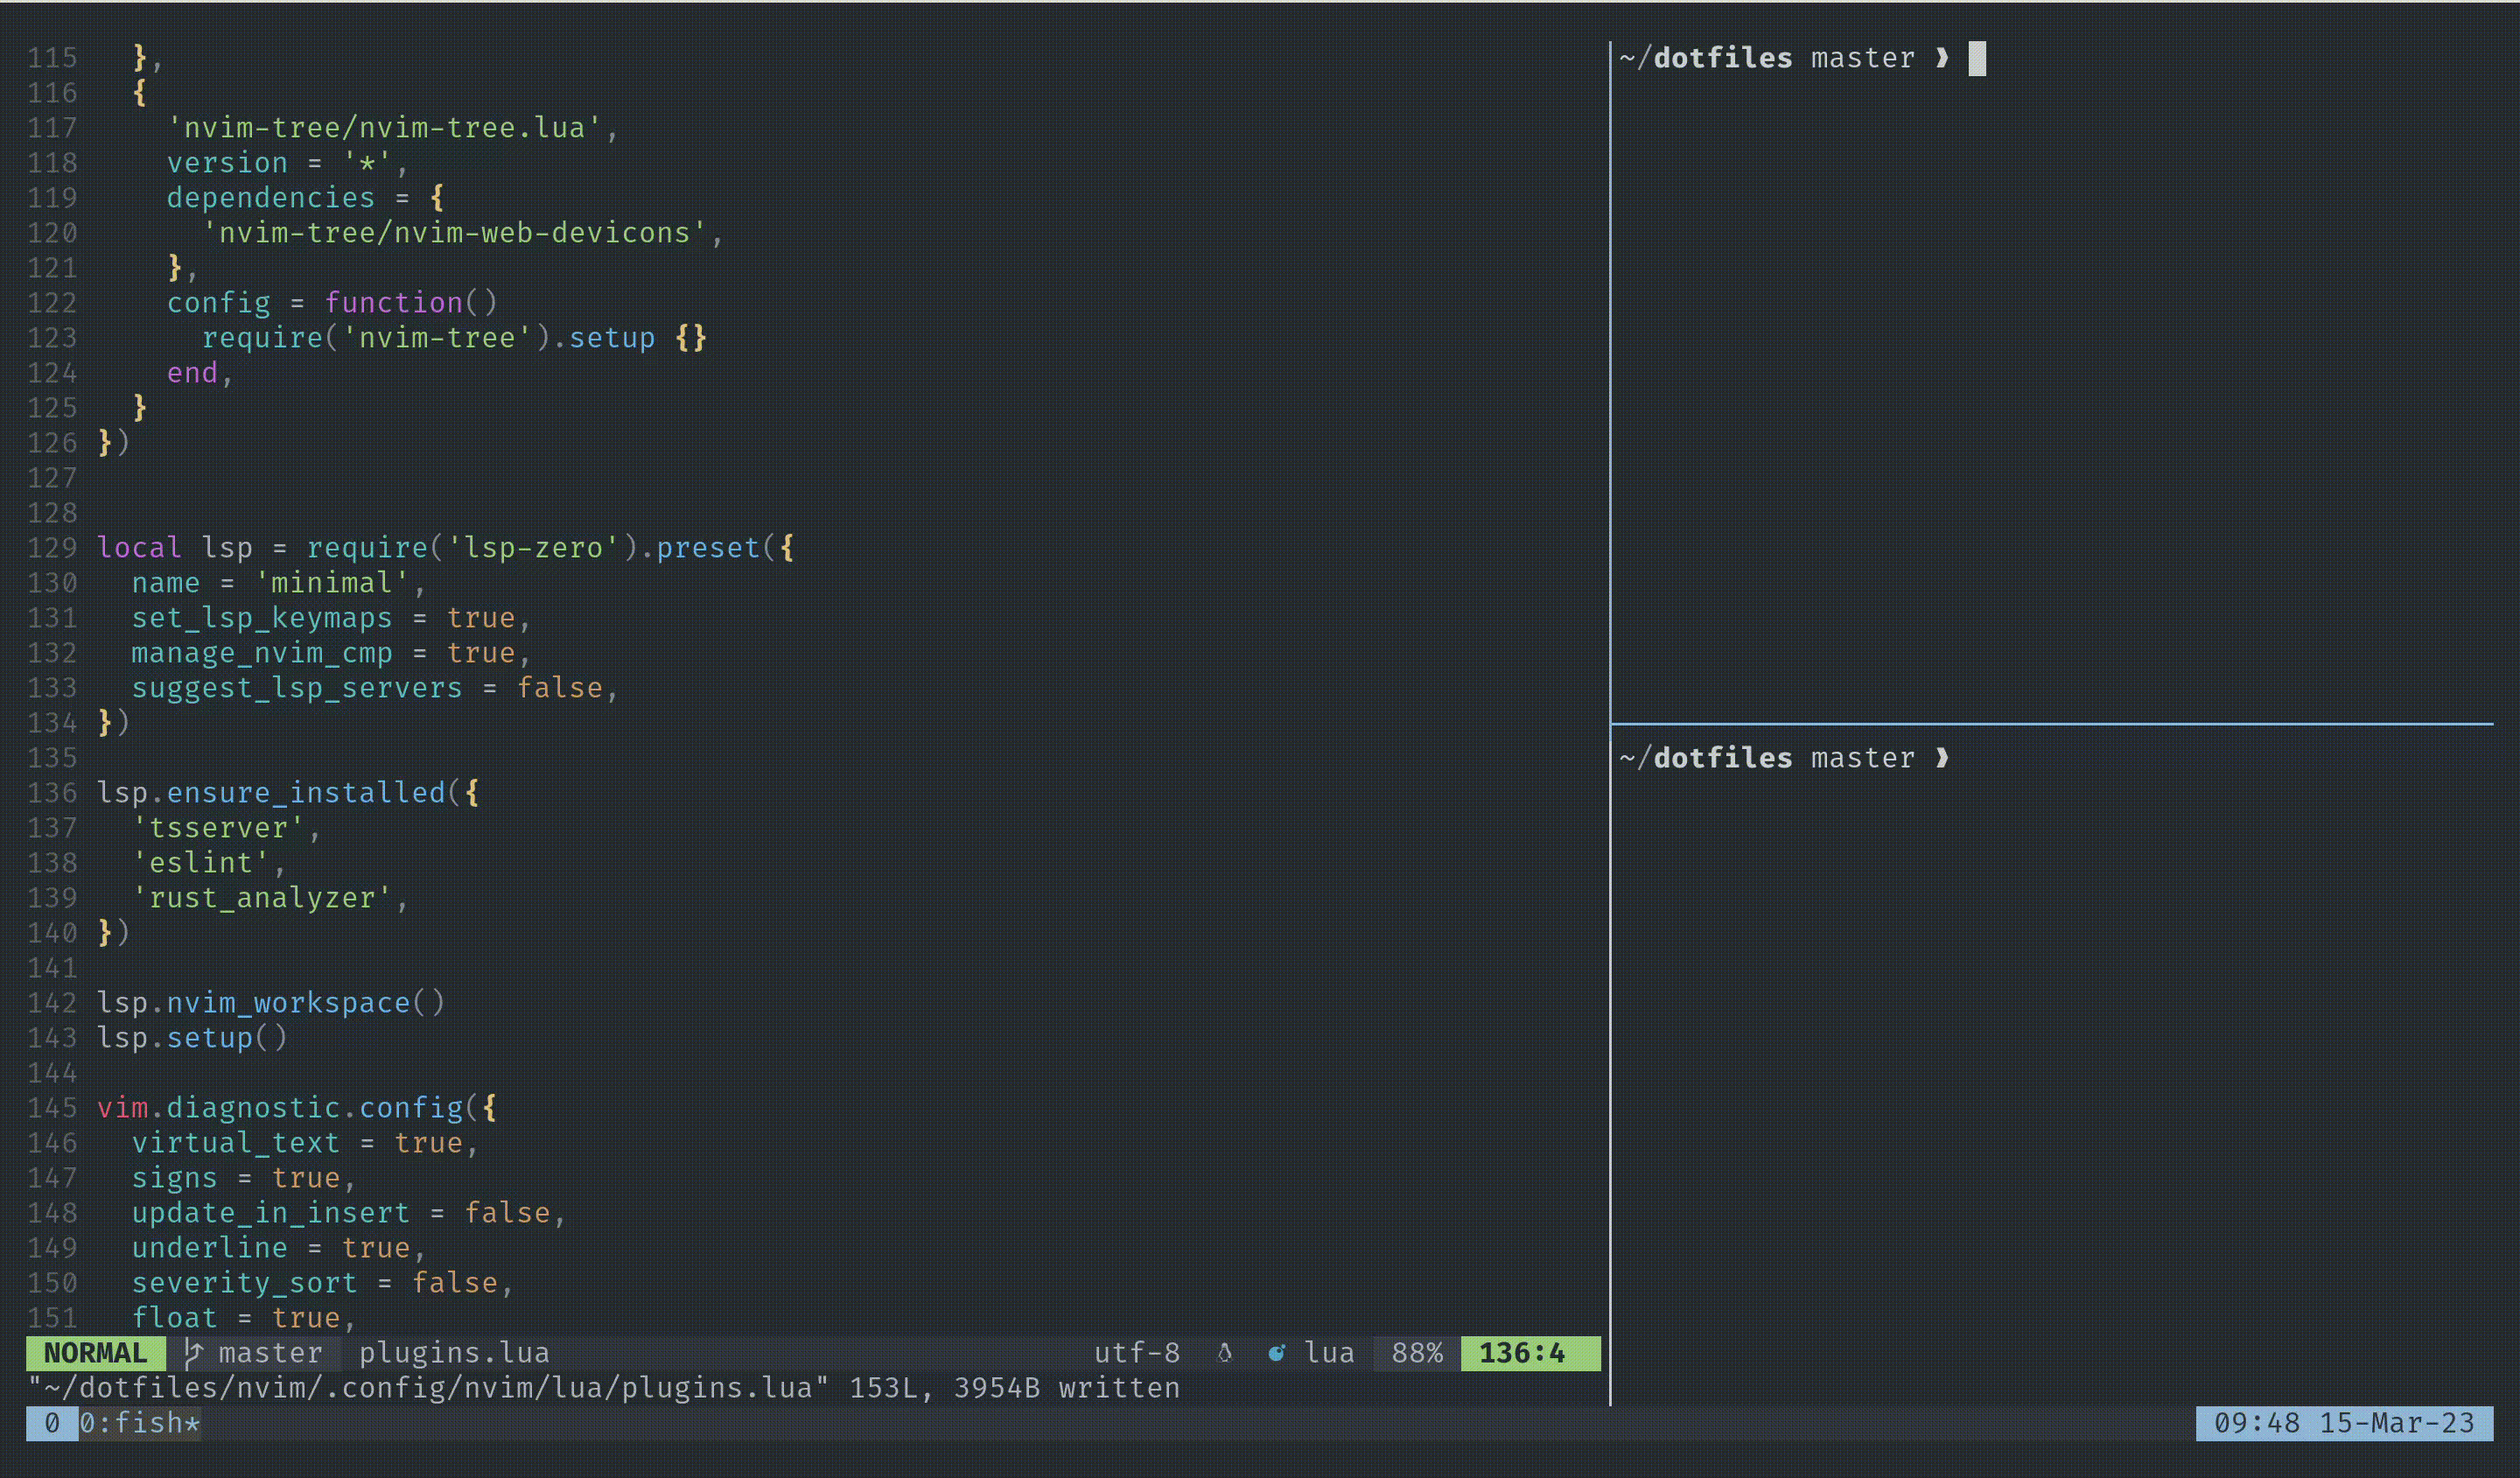 115   },
116   {
117     'nvim-tree/nvim-tree.lua',
118     version = '*',
119     dependencies = {
120       'nvim-tree/nvim-web-devicons',
121     },
122     config = function()
123       require('nvim-tree').setup {}
124     end,
125   }
126 })
127
128
129 local lsp = require('lsp-zero').preset({
130   name = 'minimal',
131   set_lsp_keymaps = true,
132   manage_nvim_cmp = true,
133   suggest_lsp_servers = false,
134 })
135
136 lsp.ensure_installed({
137   'tsserver',
138   'eslint',
139   'rust_analyzer',
140 })
141
142 lsp.nvim_workspace()
143 lsp.setup()
144
145 vim.diagnostic.config({
146   virtual_text = true,
147   signs = true,
148   update_in_insert = false,
149   underline = true,
150   severity_sort = false,
151   float = true,
NORMAL master plugins.lua utf-8 lua 88% 136:4
"~/dotfiles/nvim/.config/nvim/lua/plugins.lua" 153L, 3954B written
~/dotfiles master ❱
~/dotfiles master ❱
0 0:fish* 09:48 15-Mar-23